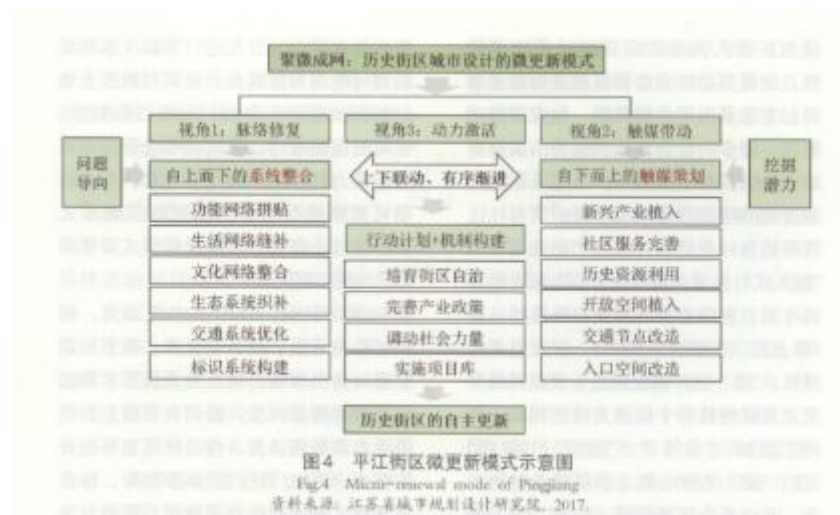 聚微成网：历史街区城市设计的微更新模式
视角1：脉络修复
视角3：动力激活
视角2：触媒带动
问题导向
自上而下的系统整合
上下联动、有序渐进
自下而上的触媒策划
挖掘潜力
功能网络拼贴
生活网络缝补
文化网络整合
生态系统织补
交通系统优化
标识系统构建
行动计划+机制构建
培育街区自治
完善产业政策
调动社会力量
实施项目库
新兴产业植入
社区服务完善
历史资源利用
开放空间植入
交通节点改造
入口空间改造
历史街区的自主更新
图4 平江街区微更新模式示意图
Fig.4 Micro-renewal mode of Pingjiang
资料来源：江苏省城市规划设计研究院, 2017.